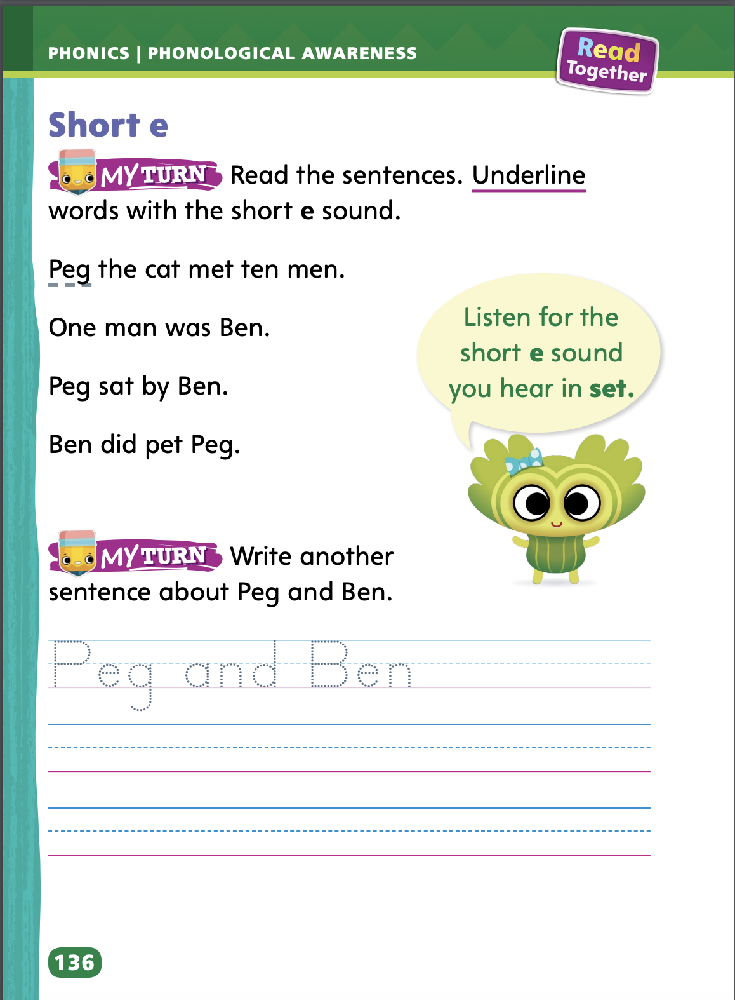 PHONICS | PHONOLOGICAL AWARENESS
Read
Together
Short e
MY TURN Read the sentences. Underline
words with the short e sound.
Peg the cat met ten men.
One man was Ben.
Peg sat by Ben.
Ben did pet Peg.
Listen for the
short e sound
you hear in set.
MY TURN Write another
sentence about Peg and Ben.
Peg and Ben
136